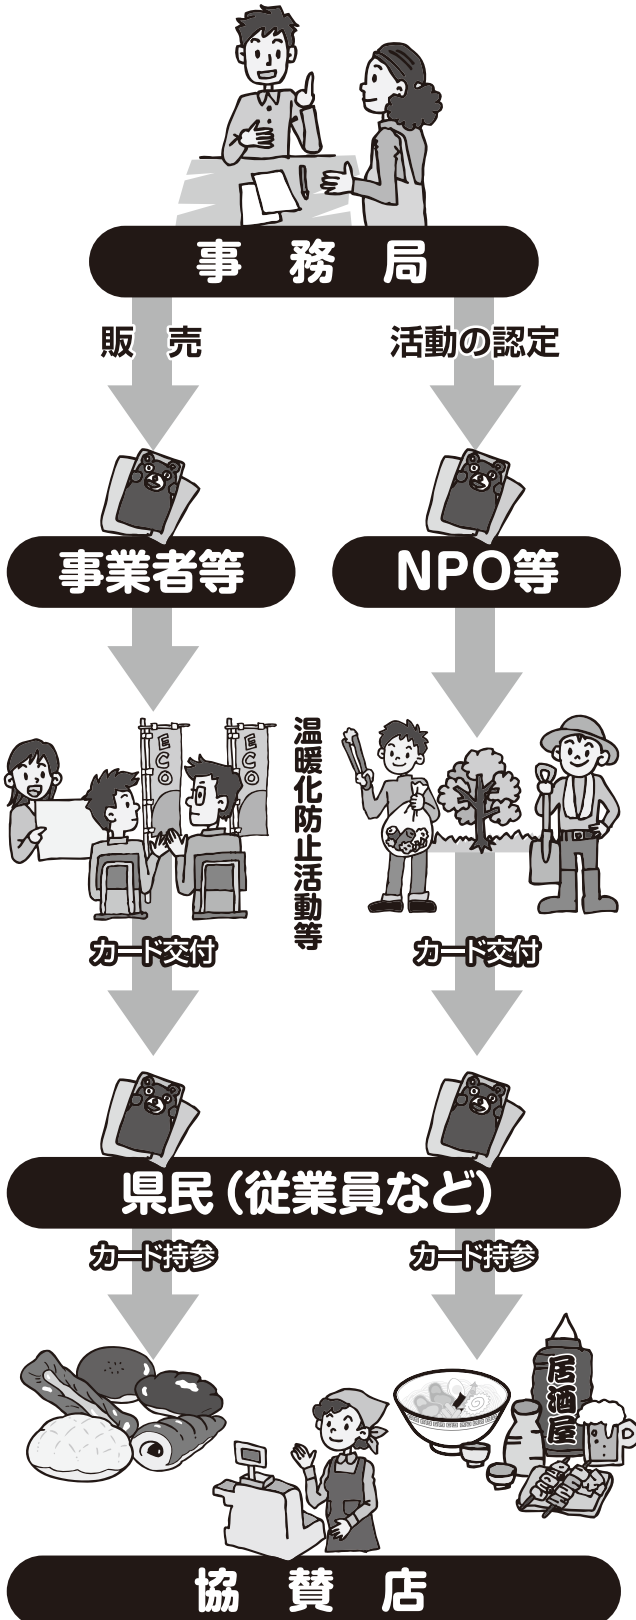 事 務 局
販 売
活動の認定
事業者等
NPO等
ECO
ECO
温暖化防止活動等
カード交付
カード交付
県民（従業員など）
カード持参
カード持参
居酒屋
協 賛 店